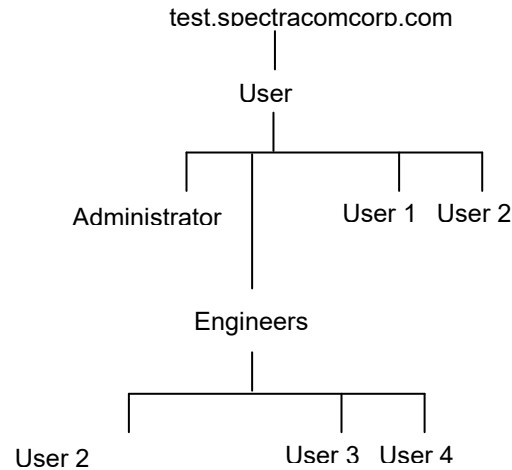 test.spectracomcorp.com
User
Administrator User 1 User 2
Engineers
User 2 User 3 User 4